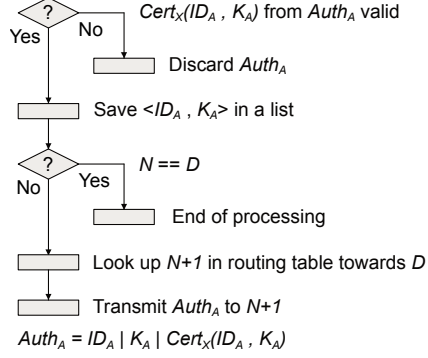 ? Cert_X(ID_A , K_A) from Auth_A valid
Yes No
Discard Auth_A
Save <ID_A , K_A> in a list
? N == D
No Yes
End of processing
Look up N+1 in routing table towards D
Transmit Auth_A to N+1
Auth_A = ID_A | K_A | Cert_X(ID_A , K_A)